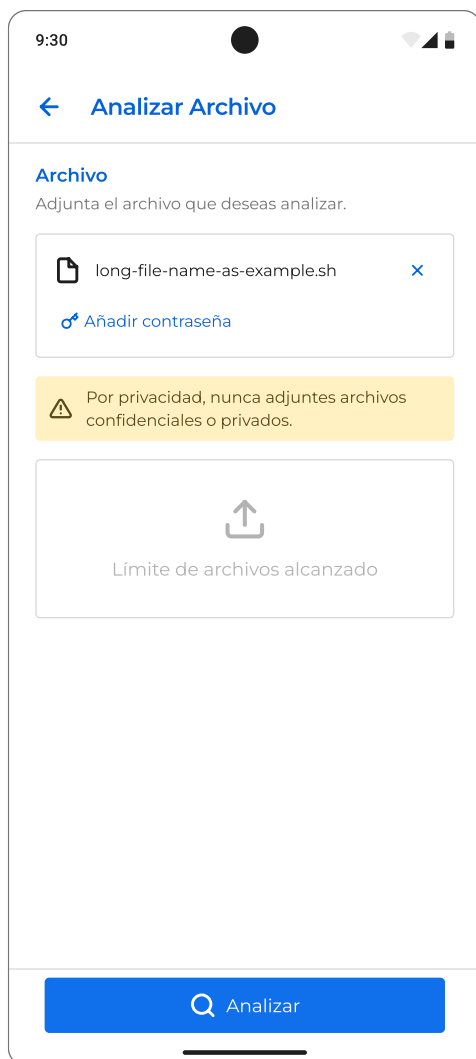 9:30
Analizar Archivo
Archivo
Adjunta el archivo que deseas analizar.
long-file-name-as-example.sh
Añadir contraseña
Por privacidad, nunca adjuntes archivos
confidenciales o privados.
Límite de archivos alcanzado
Analizar